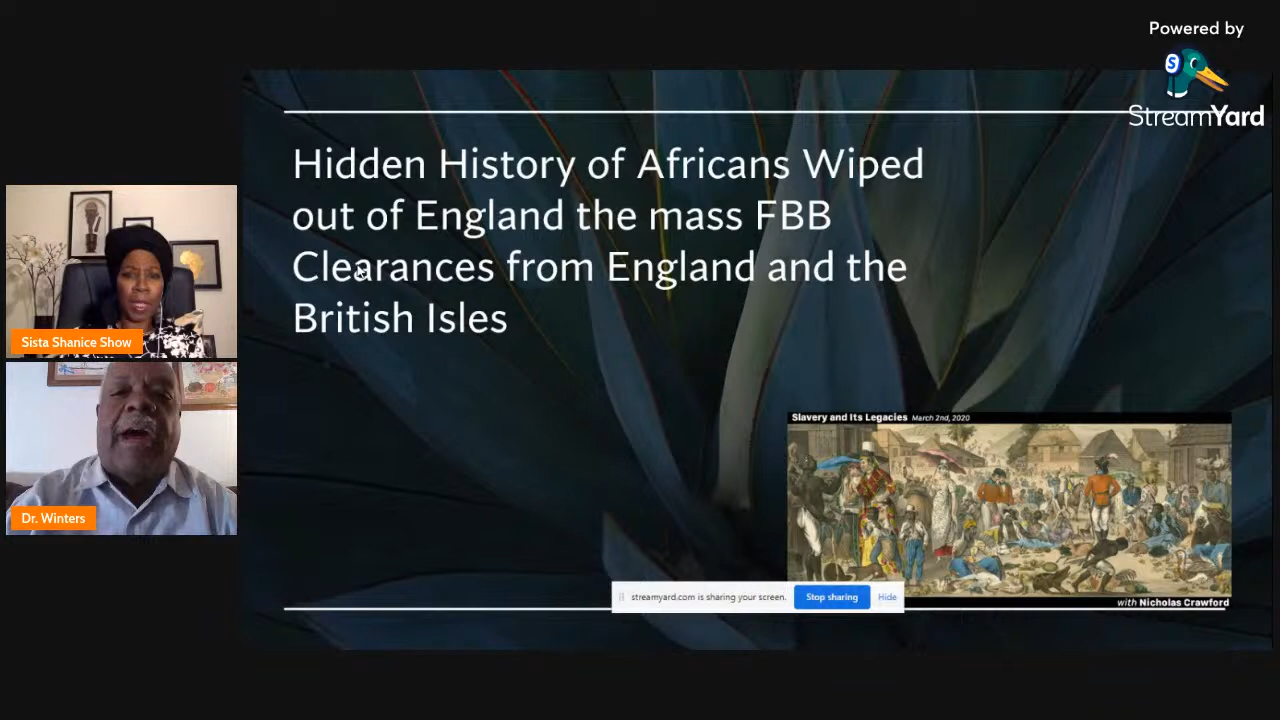 Powered by
StreamYard
Hidden History of Africans Wiped
out of England the mass FBB
Clearances from England and the
British Isles
Sista Shanice Show
Dr. Winters
Slavery and Its Legacies March 2nd, 2020
with Nicholas Crawford
streamyard.com is sharing your screen. Stop sharing Hide